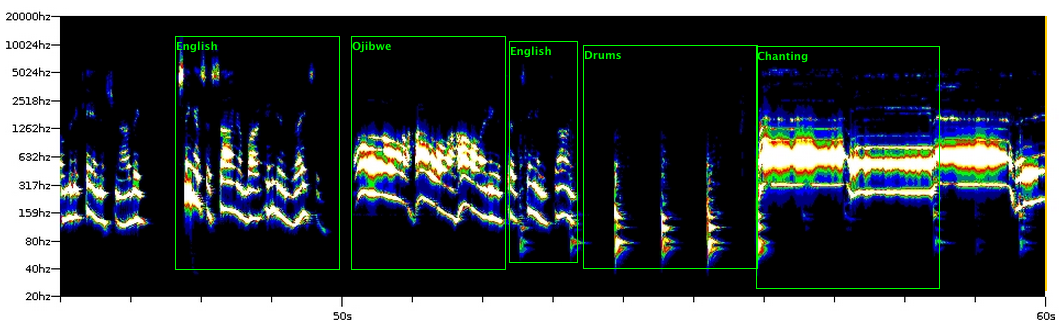 20000hz
10024hz
5024hz
2518hz
1262hz
632hz
317hz
159hz
80hz
40hz
20hz
English
Ojibwe
English
Drums
Chanting
50s
60s